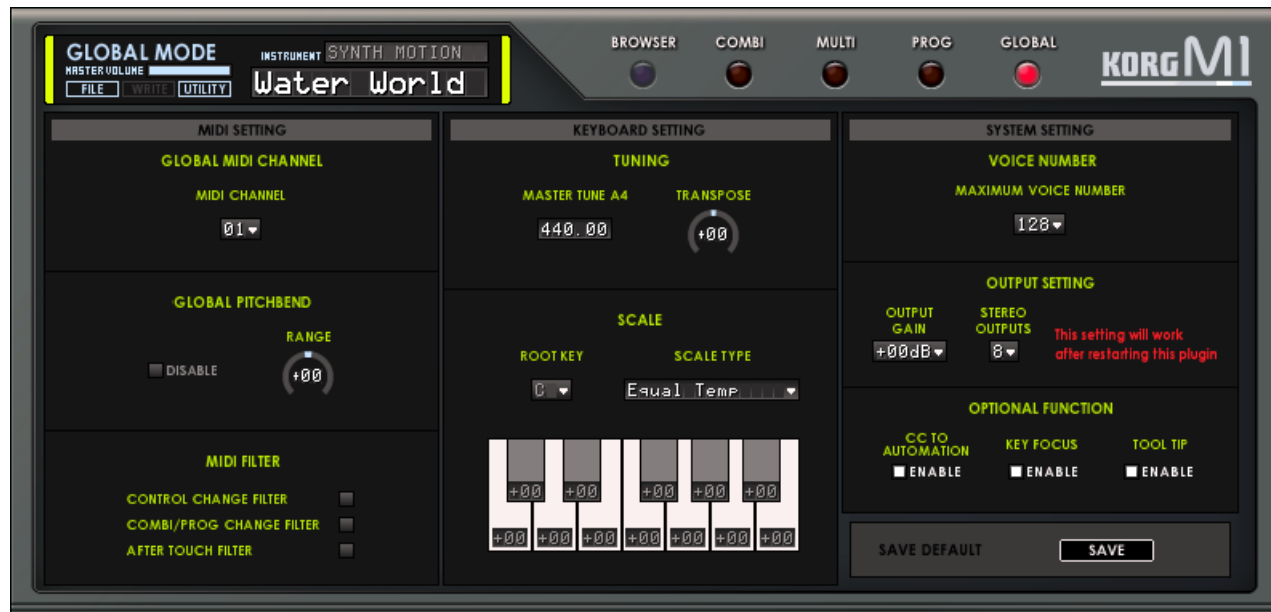 GLOBAL MODE
INSTRUMENT SYNTH MOTION
MASTER VOLUME
FILE WRITE UTILITY
Water World
BROWSER COMBI MULTI PROG GLOBAL
KORG M1
MIDI SETTING
GLOBAL MIDI CHANNEL
MIDI CHANNEL
01
GLOBAL PITCHBEND
RANGE
DISABLE +00
MIDI FILTER
CONTROL CHANGE FILTER
COMBI/PROG CHANGE FILTER
AFTER TOUCH FILTER
KEYBOARD SETTING
TUNING
MASTER TUNE A4 TRANSPOSE
440.00 +00
SCALE
ROOT KEY SCALE TYPE
C Equal Temp
+00 +00 +00 +00 +00
+00 +00 +00 +00 +00 +00 +00
SYSTEM SETTING
VOICE NUMBER
MAXIMUM VOICE NUMBER
128
OUTPUT SETTING
OUTPUT GAIN
+00dB
STEREO OUTPUTS
8
This setting will work
after restarting this plugin
OPTIONAL FUNCTION
CC TO AUTOMATION
KEY FOCUS TOOL TIP
ENABLE ENABLE ENABLE
SAVE DEFAULT SAVE